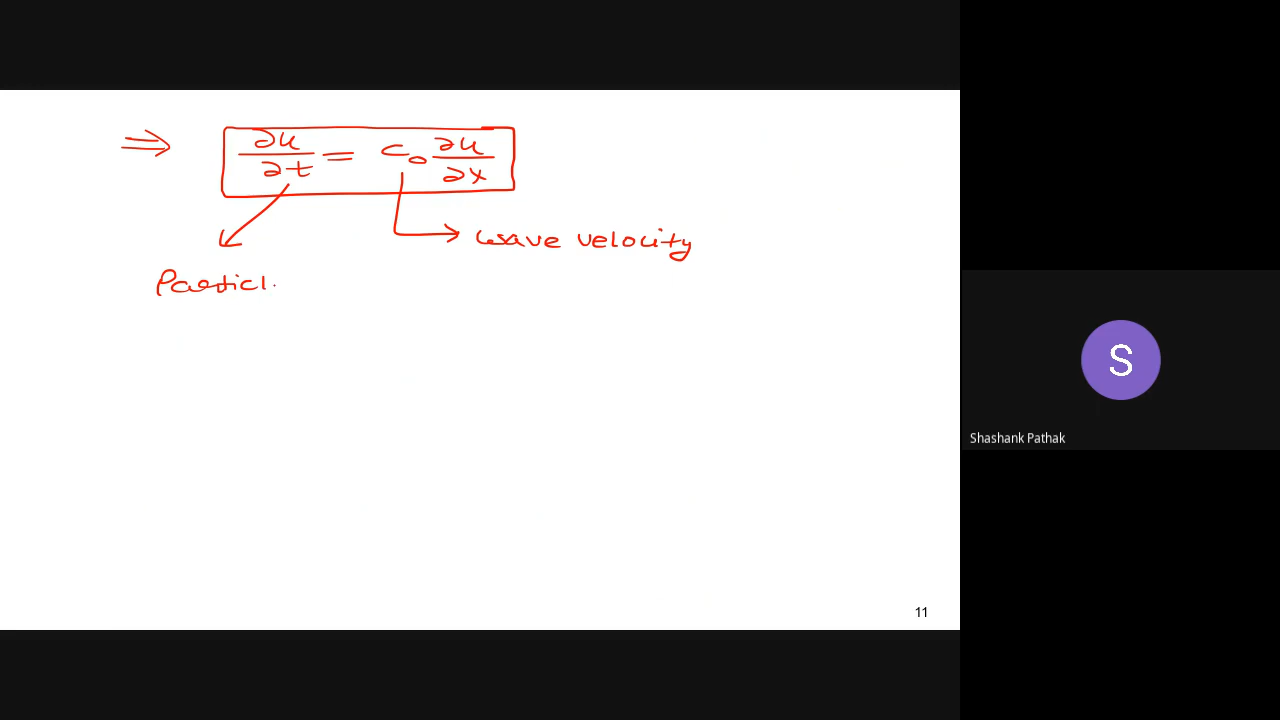 ⇒ ∂u/∂t = c₀ ∂u/∂x
wave velocity
Particl
S
Shashank Pathak
11